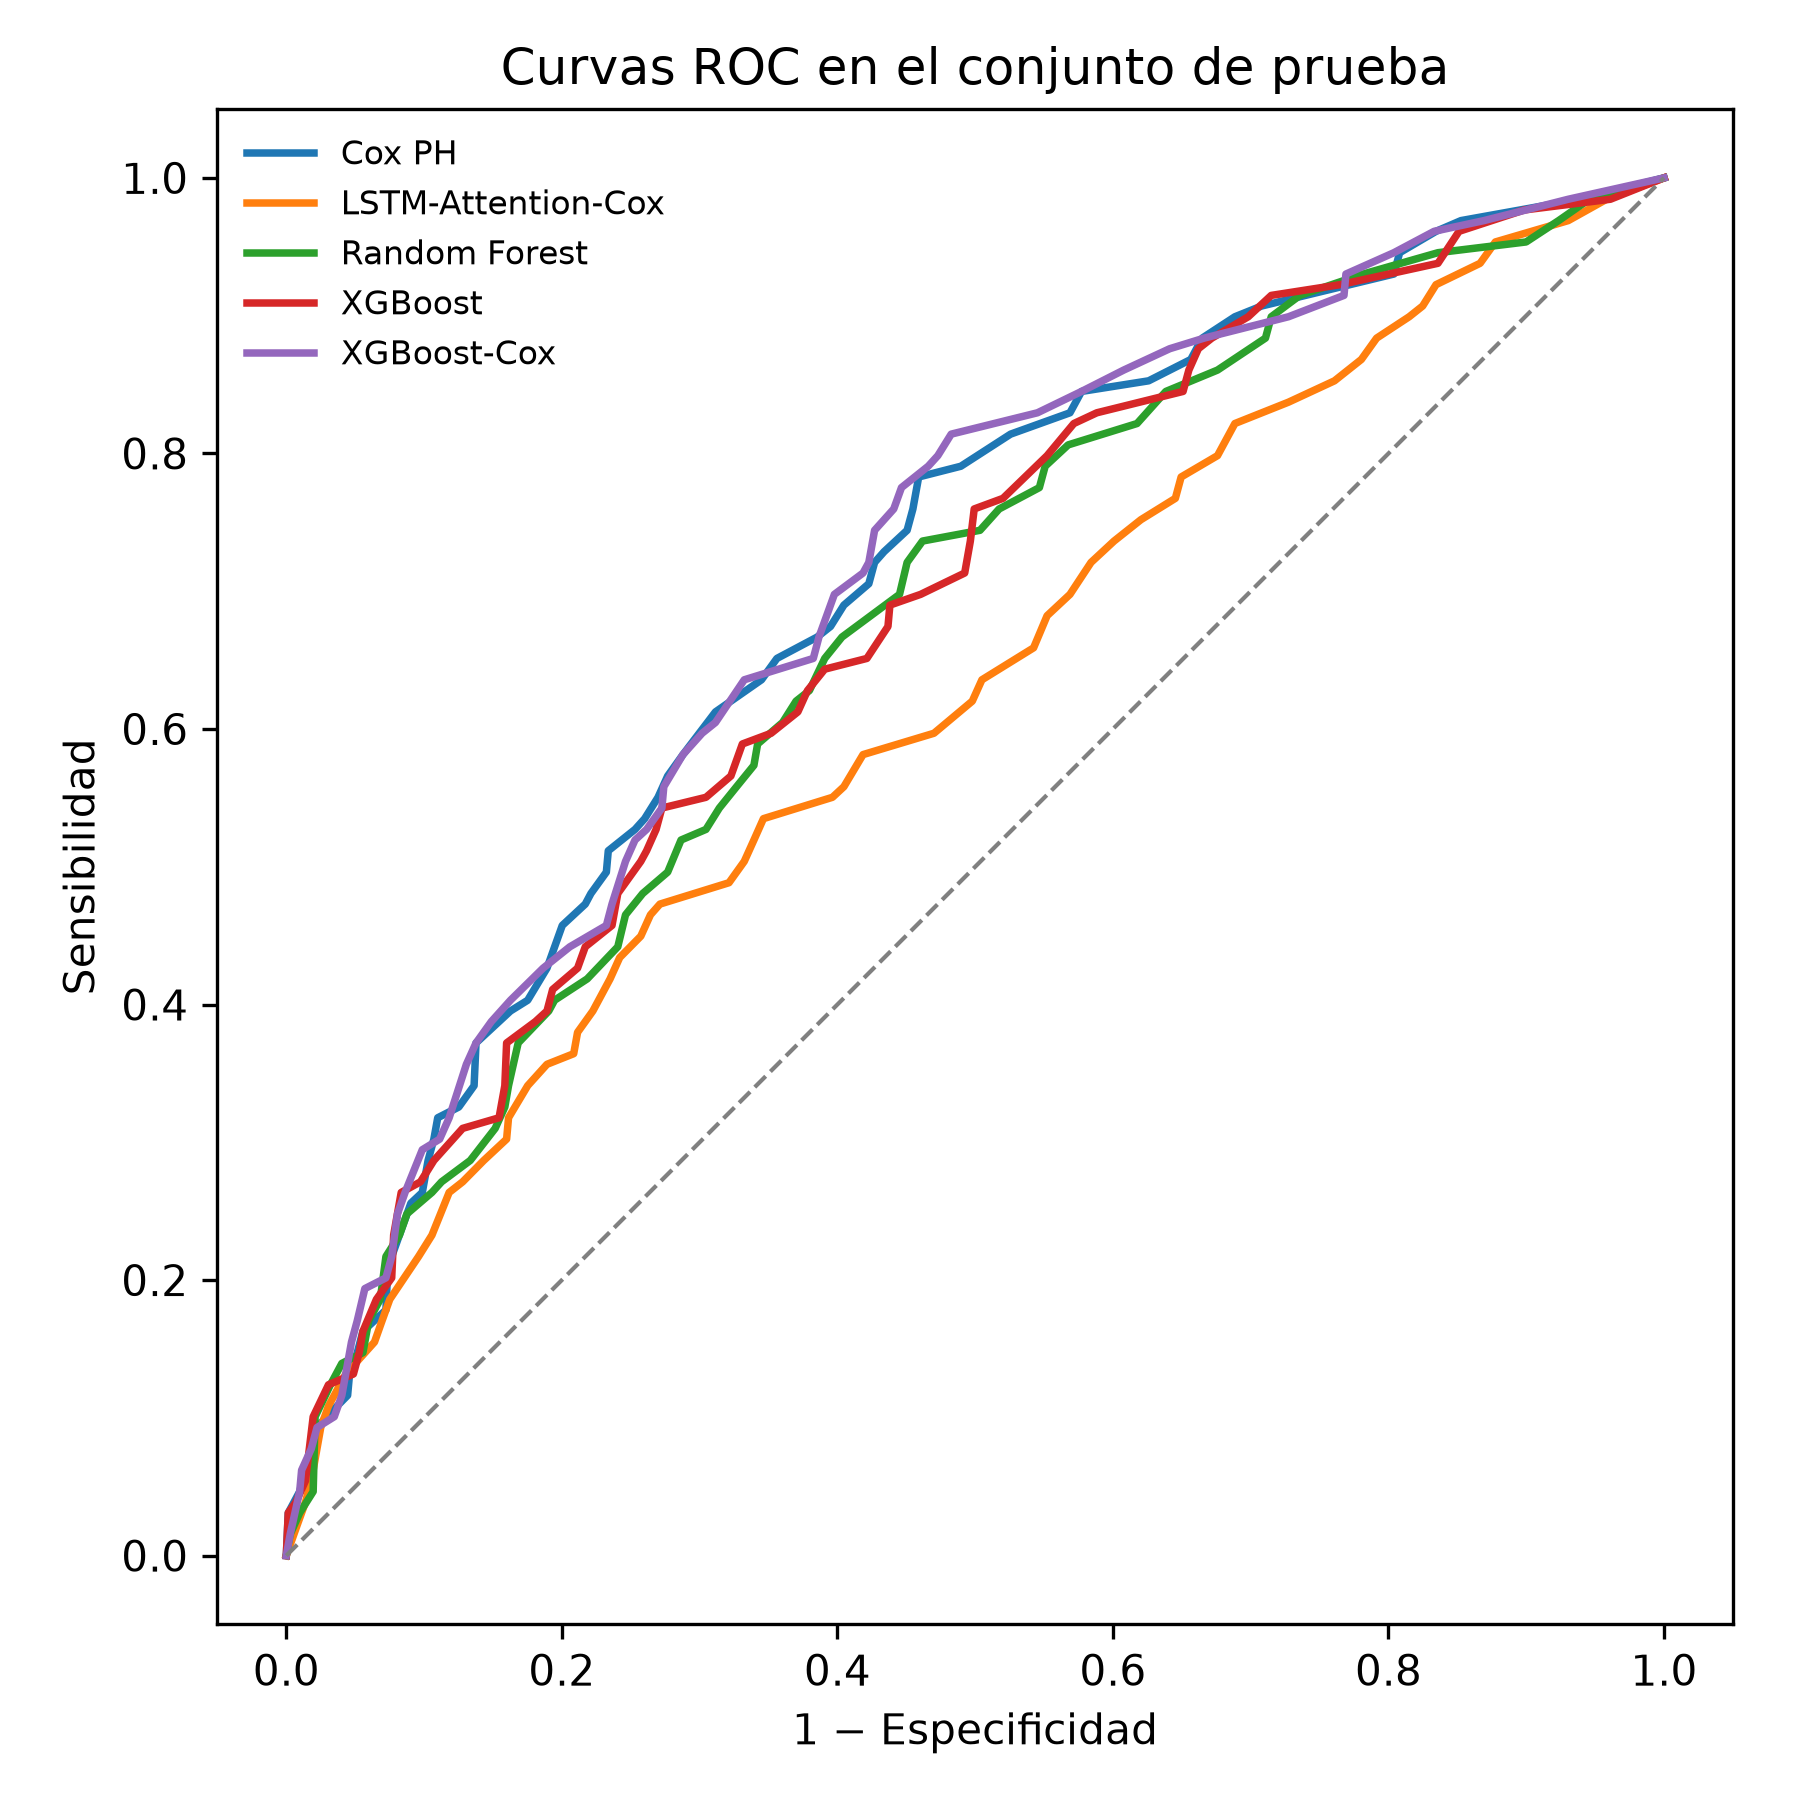 Curvas ROC en el conjunto de prueba
Cox PH
LSTM-Attention-Cox
Random Forest
XGBoost
XGBoost-Cox
1.0
0.8
0.6
0.4
0.2
0.0
Sensibilidad
0.0 0.2 0.4 0.6 0.8 1.0
1 − Especificidad